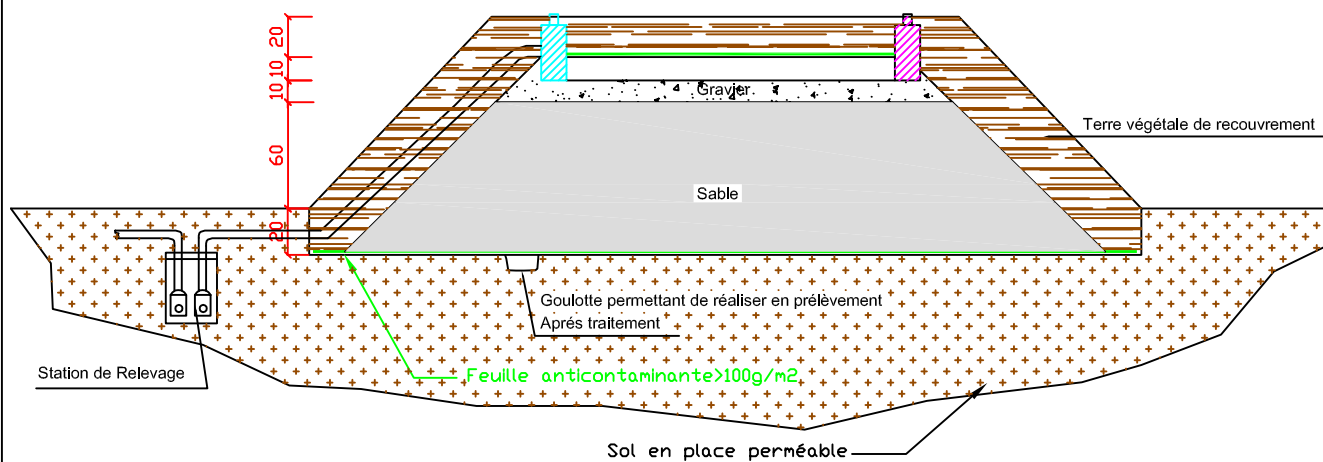 20
10
10
Gravier
Terre végétale de recouvrement
60
Sable
20
Goulotte permettant de réaliser en prélèvement
Aprés traitement
Station de Relevage
Feuille anticontaminante>100g/m2
Sol en place perméable